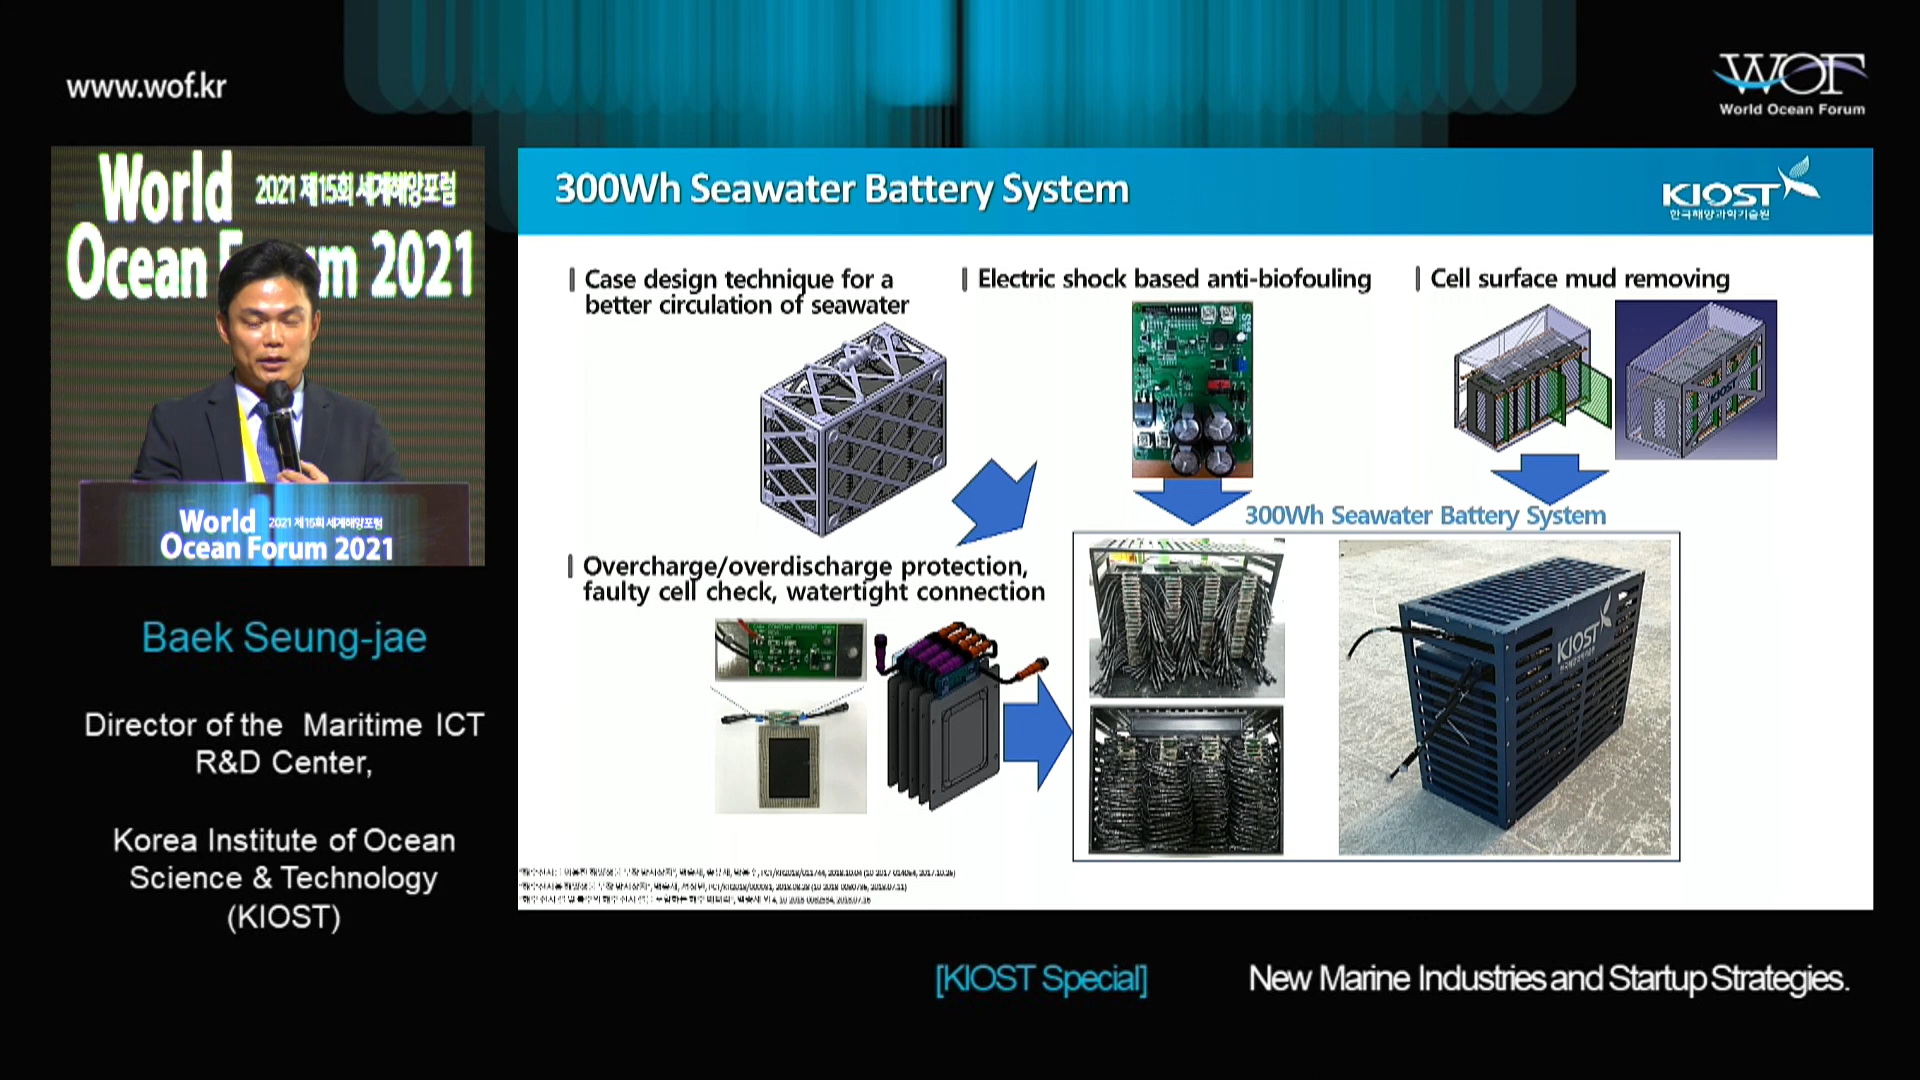 www.wof.kr
WOF
World Ocean Forum
World
2021 제15회 세계해양포럼
Ocean Forum 2021
World
2021 제15회 세계해양포럼
Ocean Forum 2021
Baek Seung-jae
Director of the Maritime ICT
R&D Center,
Korea Institute of Ocean
Science & Technology
(KIOST)
300Wh Seawater Battery System
KIOST
한국해양과학기술원
Case design technique for a
better circulation of seawater
Electric shock based anti-biofouling
Cell surface mud removing
KIOST
300Wh Seawater Battery System
Overcharge/overdischarge protection,
faulty cell check, watertight connection
CONSTANT CURRENT
KIOST
[KIOST Special]
New Marine Industries and Startup Strategies.